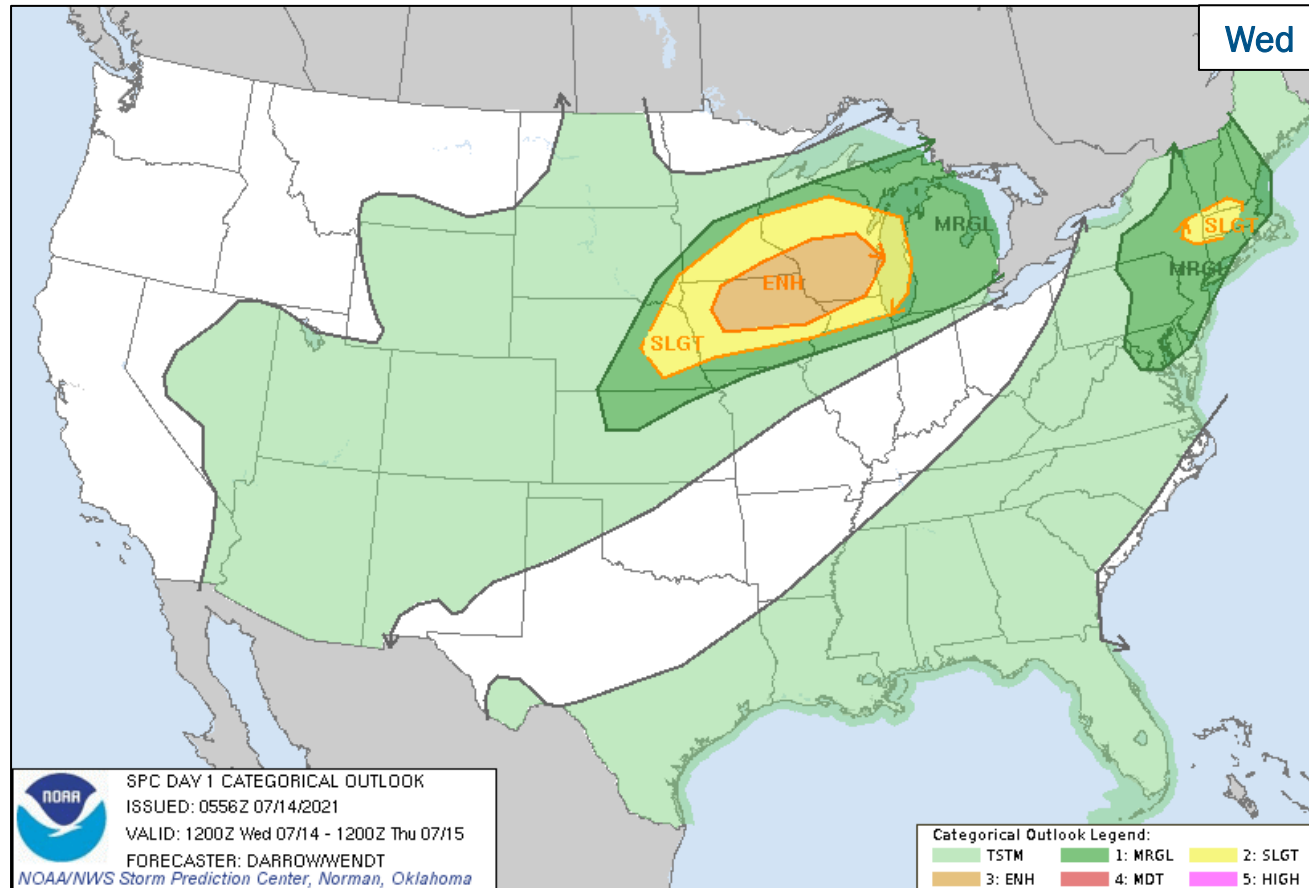 Wed
MRGL
SLGT
MRGL
ENH
SLGT
NOAA
SPC DAY 1 CATEGORICAL OUTLOOK
ISSUED: 0556Z 07/14/2021
VALID: 1200Z Wed 07/14 - 1200Z Thu 07/15
FORECASTER: DARROW/WENDT
NOAA/NWS Storm Prediction Center, Norman, Oklahoma
Categorical Outlook Legend:
TSTM 1: MRGL 2: SLGT
3: ENH 4: MDT 5: HIGH